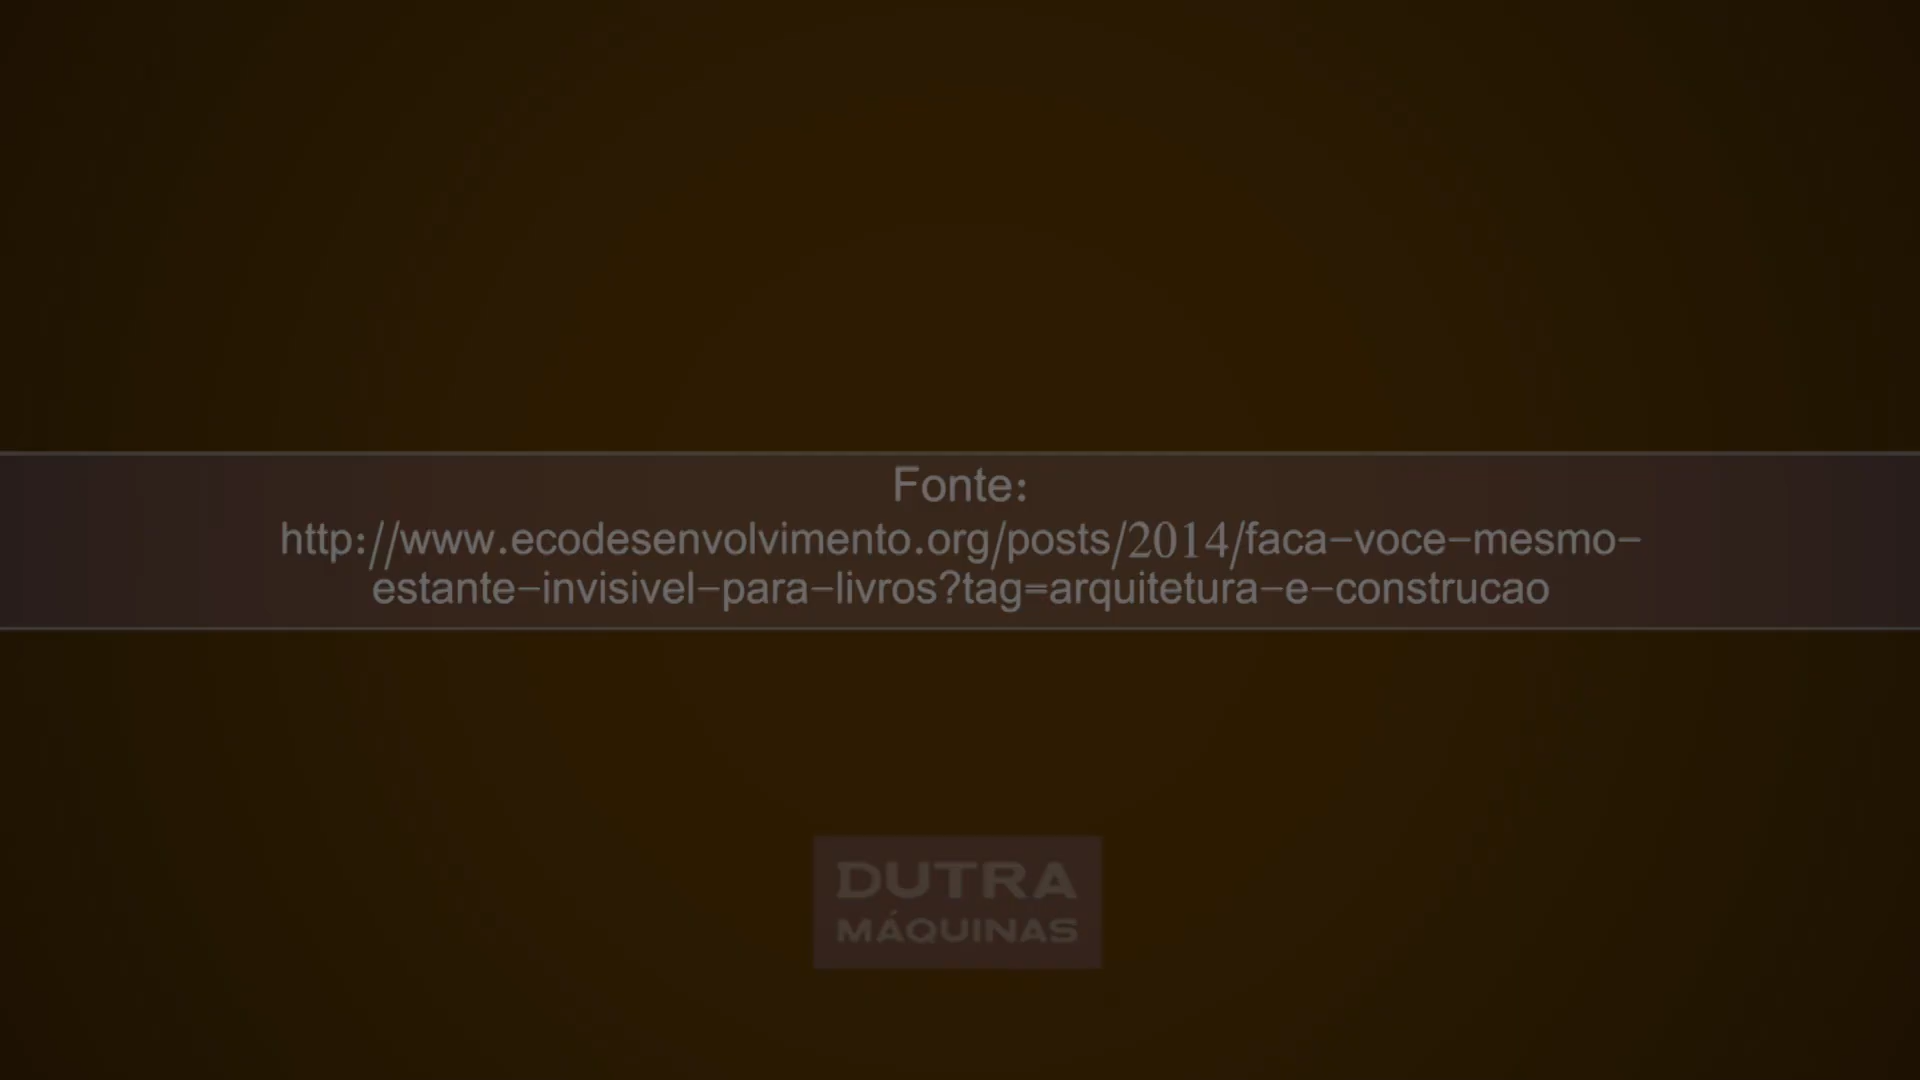 Fonte:
http://www.ecodesenvolvimento.org/posts/2014/faca-voce-mesmo-
estante-invisivel-para-livros?tag=arquitetura-e-construcao
DUTRA
MÁQUINAS